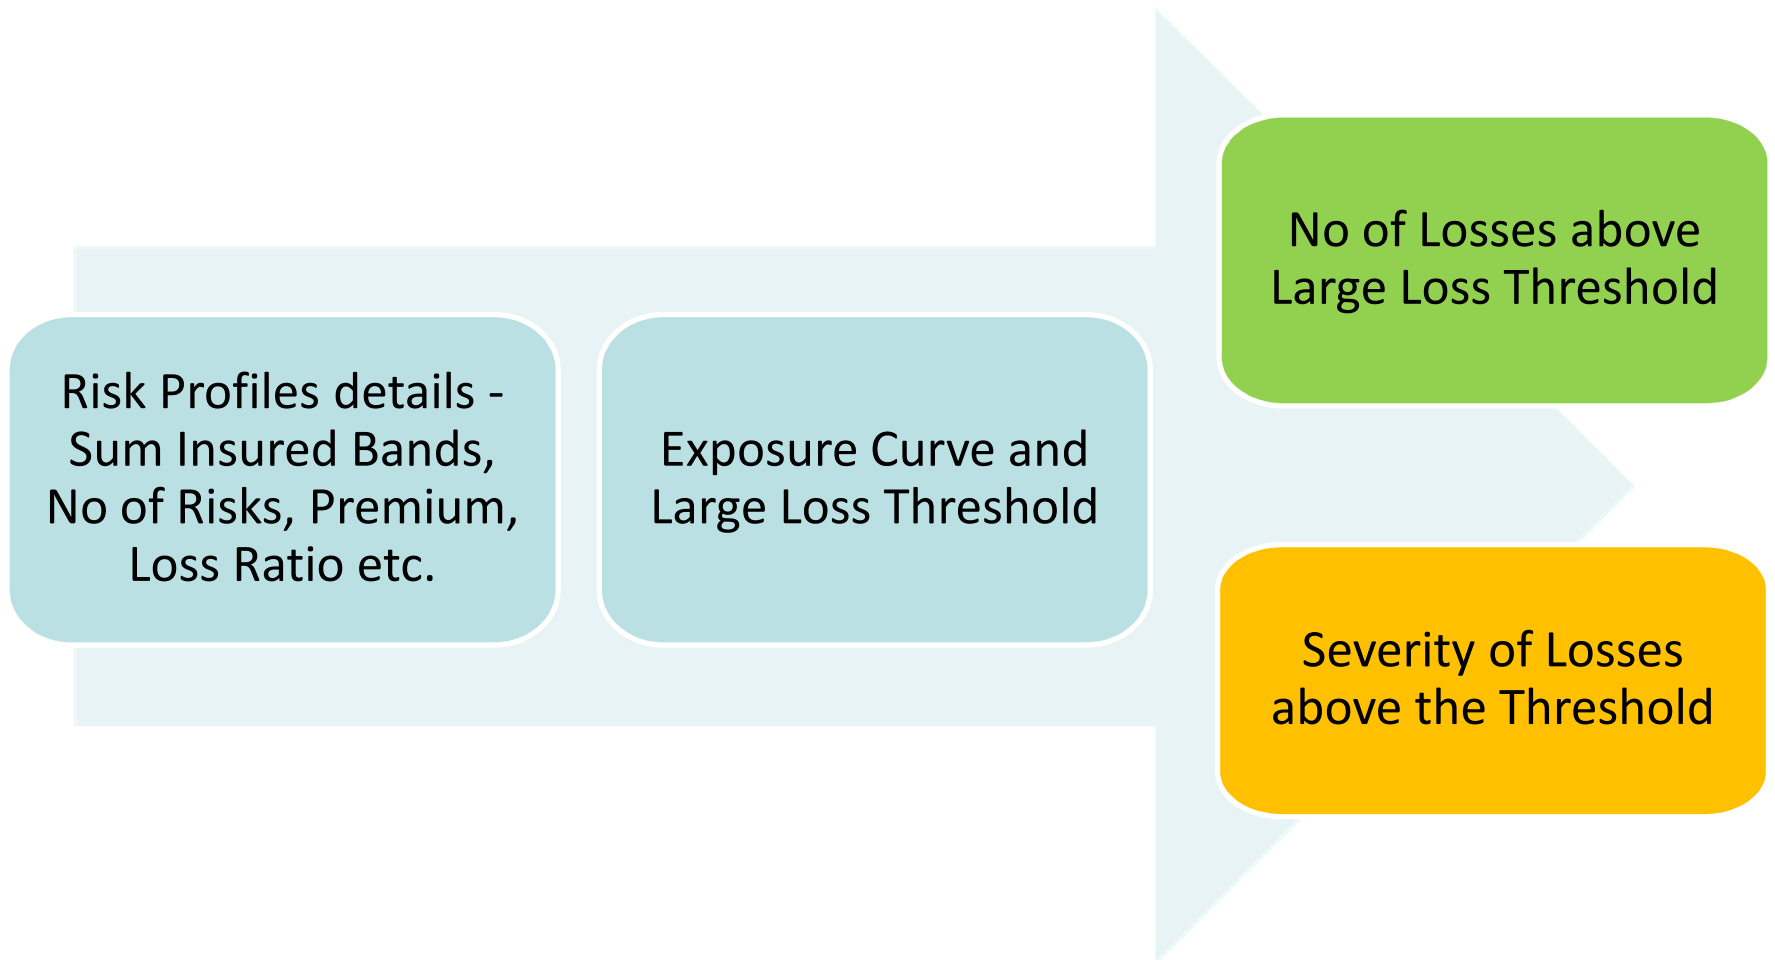 Risk Profiles details -
Sum Insured Bands,
No of Risks, Premium,
Loss Ratio etc.
Exposure Curve and
Large Loss Threshold
No of Losses above
Large Loss Threshold
Severity of Losses
above the Threshold